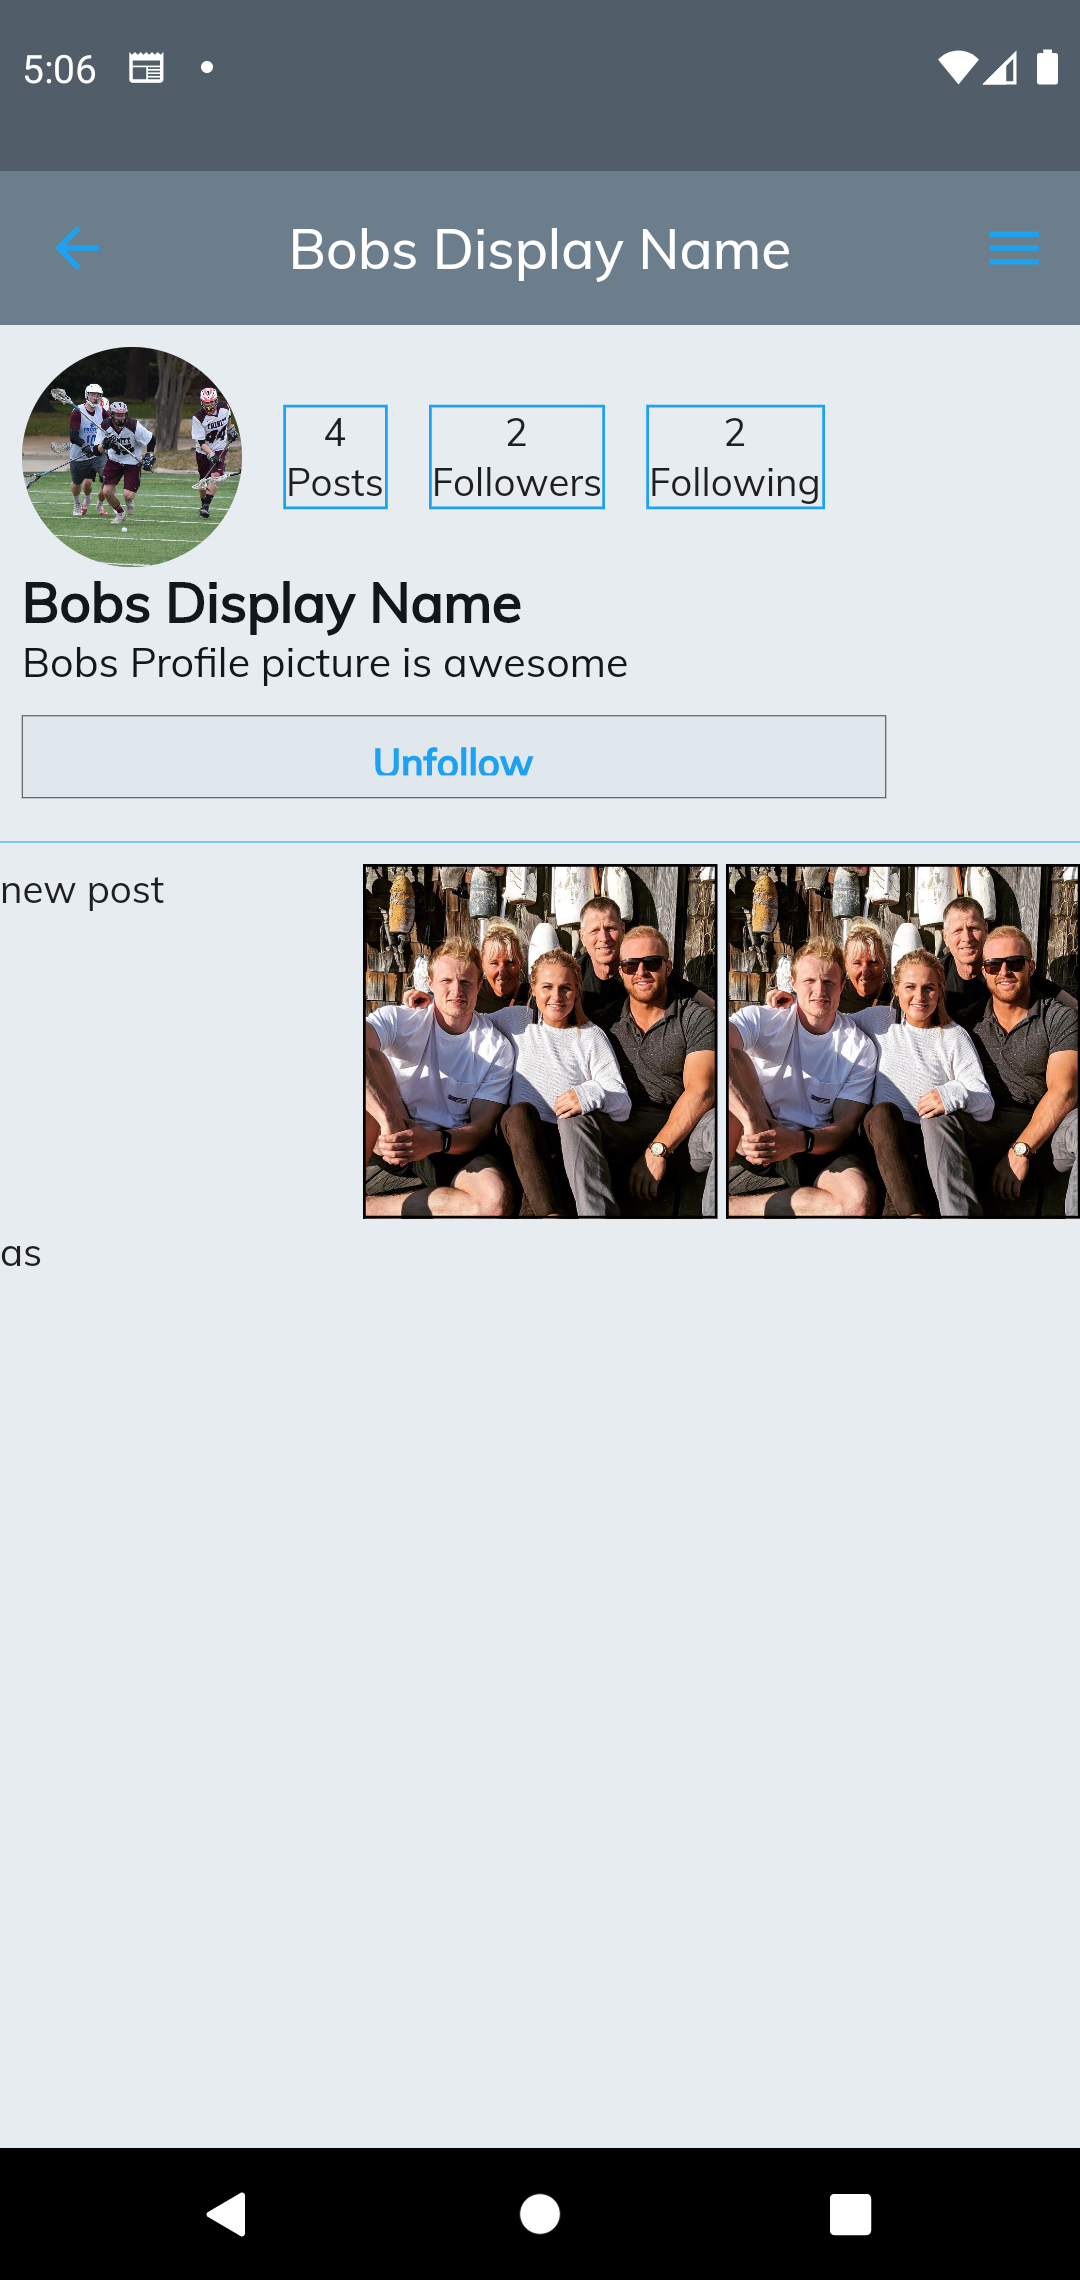 5:06
Bobs Display Name
4
Posts
2
Followers
2
Following
Bobs Display Name
Bobs Profile picture is awesome
Unfollow
new post
as